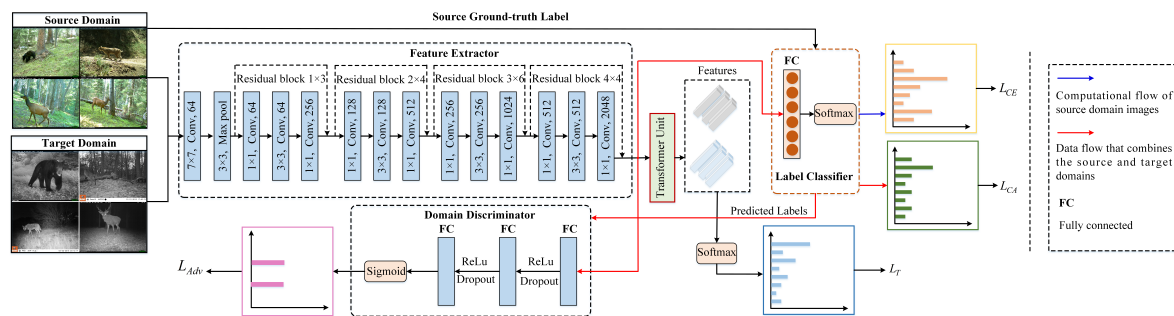 Source Domain
Source Ground-truth Label
Feature Extractor
Residual block 1×3
Residual block 2×4
Residual block 3×6
Residual block 4×4
7×7, Conv, 64
3×3, Max pool
1×1, Conv, 64
3×3, Conv, 64
1×1, Conv, 256
1×1, Conv, 128
3×3, Conv, 128
1×1, Conv, 512
1×1, Conv, 256
3×3, Conv, 256
1×1, Conv, 1024
1×1, Conv, 512
3×3, Conv, 512
1×1, Conv, 2048
Transformer Unit
Features
FC
Softmax
Label Classifier
L_CE
L_CA
Target Domain
Predicted Labels
Softmax
L_T
Domain Discriminator
FC
FC
FC
ReLu
Dropout
ReLu
Dropout
Sigmoid
L_Adv
Computational flow of
source domain images
Data flow that combines
the source and target
domains
FC
Fully connected